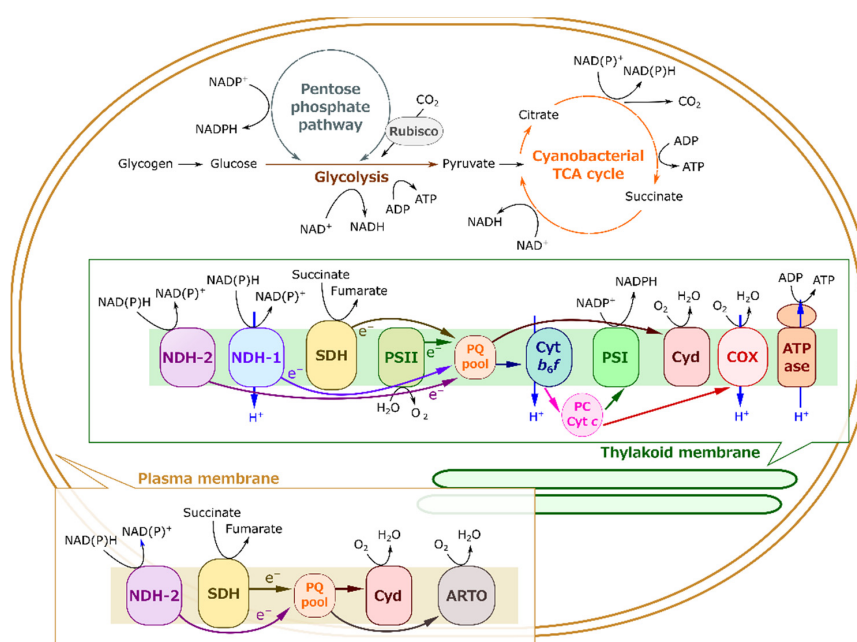 NADP⁺
NADPH
Pentose
phosphate
pathway
CO₂
Rubisco
Glycogen
Glucose
Glycolysis
Pyruvate
NAD⁺
NADH
ADP
ATP
NAD(P)⁺
NAD(P)H
CO₂
Citrate
Cyanobacterial
TCA cycle
ADP
ATP
Succinate
NADH
NAD⁺
NAD(P)H
NAD(P)⁺
NDH-2
NAD(P)H
NAD(P)⁺
NDH-1
H⁺
Succinate
Fumarate
SDH
e⁻
e⁻
PSII
e⁻
H₂O
O₂
e⁻
PQ
pool
Cyt
b₆f
H⁺
PC
Cyt c
NADP⁺
NADPH
PSI
O₂
H₂O
Cyd
O₂
H₂O
COX
H⁺
ADP
ATP
ATP
ase
H⁺
Thylakoid membrane
Plasma membrane
NAD(P)H
NAD(P)⁺
NDH-2
Succinate
Fumarate
SDH
e⁻
e⁻
PQ
pool
O₂
H₂O
Cyd
O₂
H₂O
ARTO